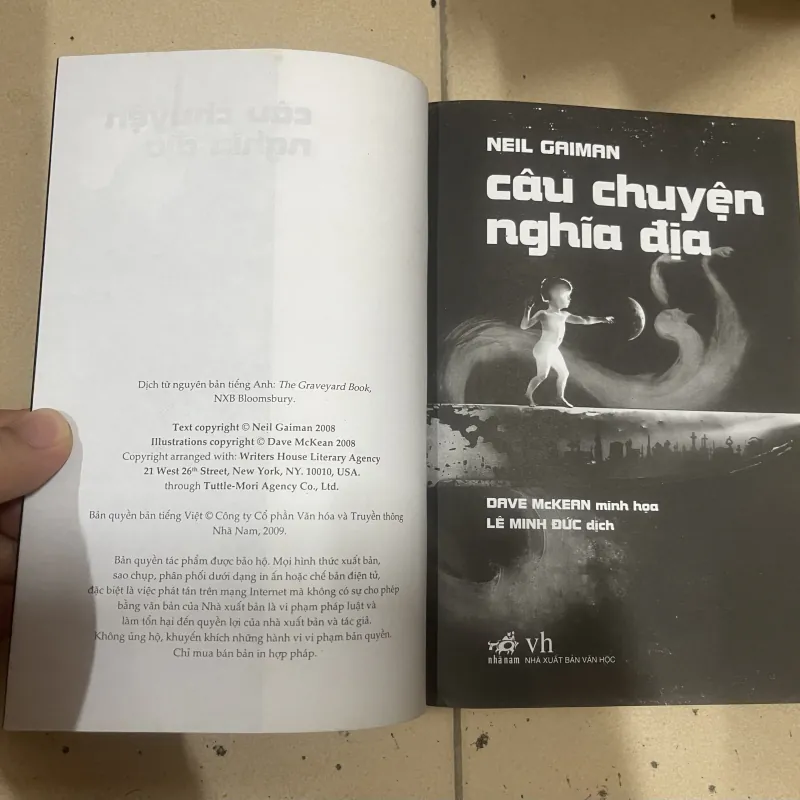 câu chuyện
nghĩa địa
Dịch từ nguyên bản tiếng Anh: The Graveyard Book,
NXB Bloomsbury.
Text copyright © Neil Gaiman 2008
Illustrations copyright © Dave McKean 2008
Copyright arranged with: Writers House Literary Agency
21 West 26th Street, New York, NY. 10010, USA.
through Tuttle-Mori Agency Co., Ltd.
Bản quyền bản tiếng Việt © Công ty Cổ phần Văn hóa và Truyền thông
Nhã Nam, 2009.
Bản quyền tác phẩm được bảo hộ. Mọi hình thức xuất bản,
sao chụp, phân phối dưới dạng in ấn hoặc chế bản điện tử,
đặc biệt là việc phát tán trên mạng Internet mà không có sự cho phép
bằng văn bản của Nhà xuất bản là vi phạm pháp luật và
làm tổn hại đến quyền lợi của nhà xuất bản và tác giả.
Không ủng hộ, khuyến khích những hành vi vi phạm bản quyền.
Chỉ mua bán bản in hợp pháp.
NEIL GAIMAN
câu chuyện
nghĩa địa
DAVE McKEAN minh họa
LÊ MINH ĐỨC dịch
nhã nam
vh
NHÀ XUẤT BẢN VĂN HỌC